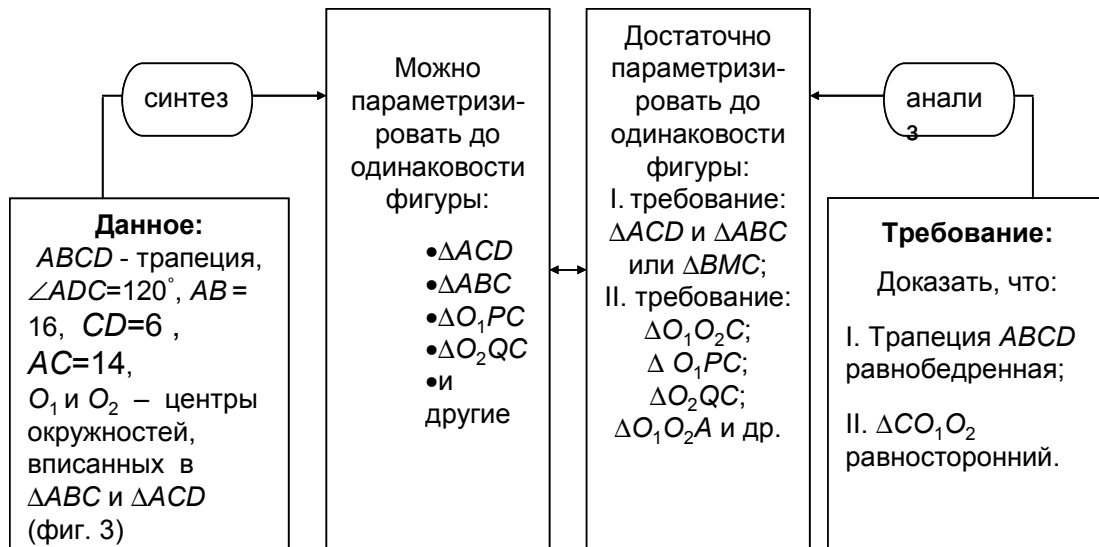 синтез
Данное:
ABCD - трапеция,
∠ADC=120°, AB =
16, CD=6 ,
AC=14,
O₁ и O₂ – центры
окружностей,
вписанных в
ΔABC и ΔACD
(фиг. 3)
Можно
параметризи-
ровать до
одинаковости
фигуры:
•ΔACD
•ΔABC
•ΔO₁PC
•ΔO₂QC
•и
другие
Достаточно
параметризи-
ровать до
одинаковости
фигуры:
I. требование:
ΔACD и ΔABC
или ΔBMC;
II. требование:
ΔO₁O₂C;
Δ O₁PC;
ΔO₂QC;
ΔO₁O₂A и др.
анали
з
Требование:
Доказать, что:
I. Трапеция ABCD
равнобедренная;
II. ΔCO₁O₂
равносторонний.